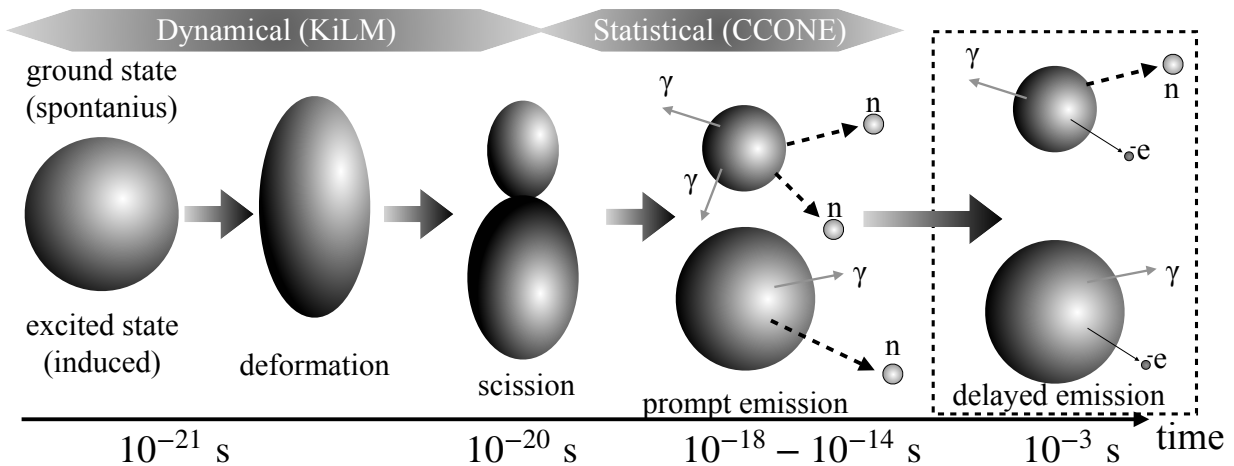 Dynamical (KiLM)
Statistical (CCONE)
ground state
(spontanius)
excited state
(induced)
deformation
scission
γ
n
γ
n
γ
n
prompt emission
γ
n
-e
γ
-e
delayed emission
time
10⁻²¹ s
10⁻²⁰ s
10⁻¹⁸ − 10⁻¹⁴ s
10⁻³ s